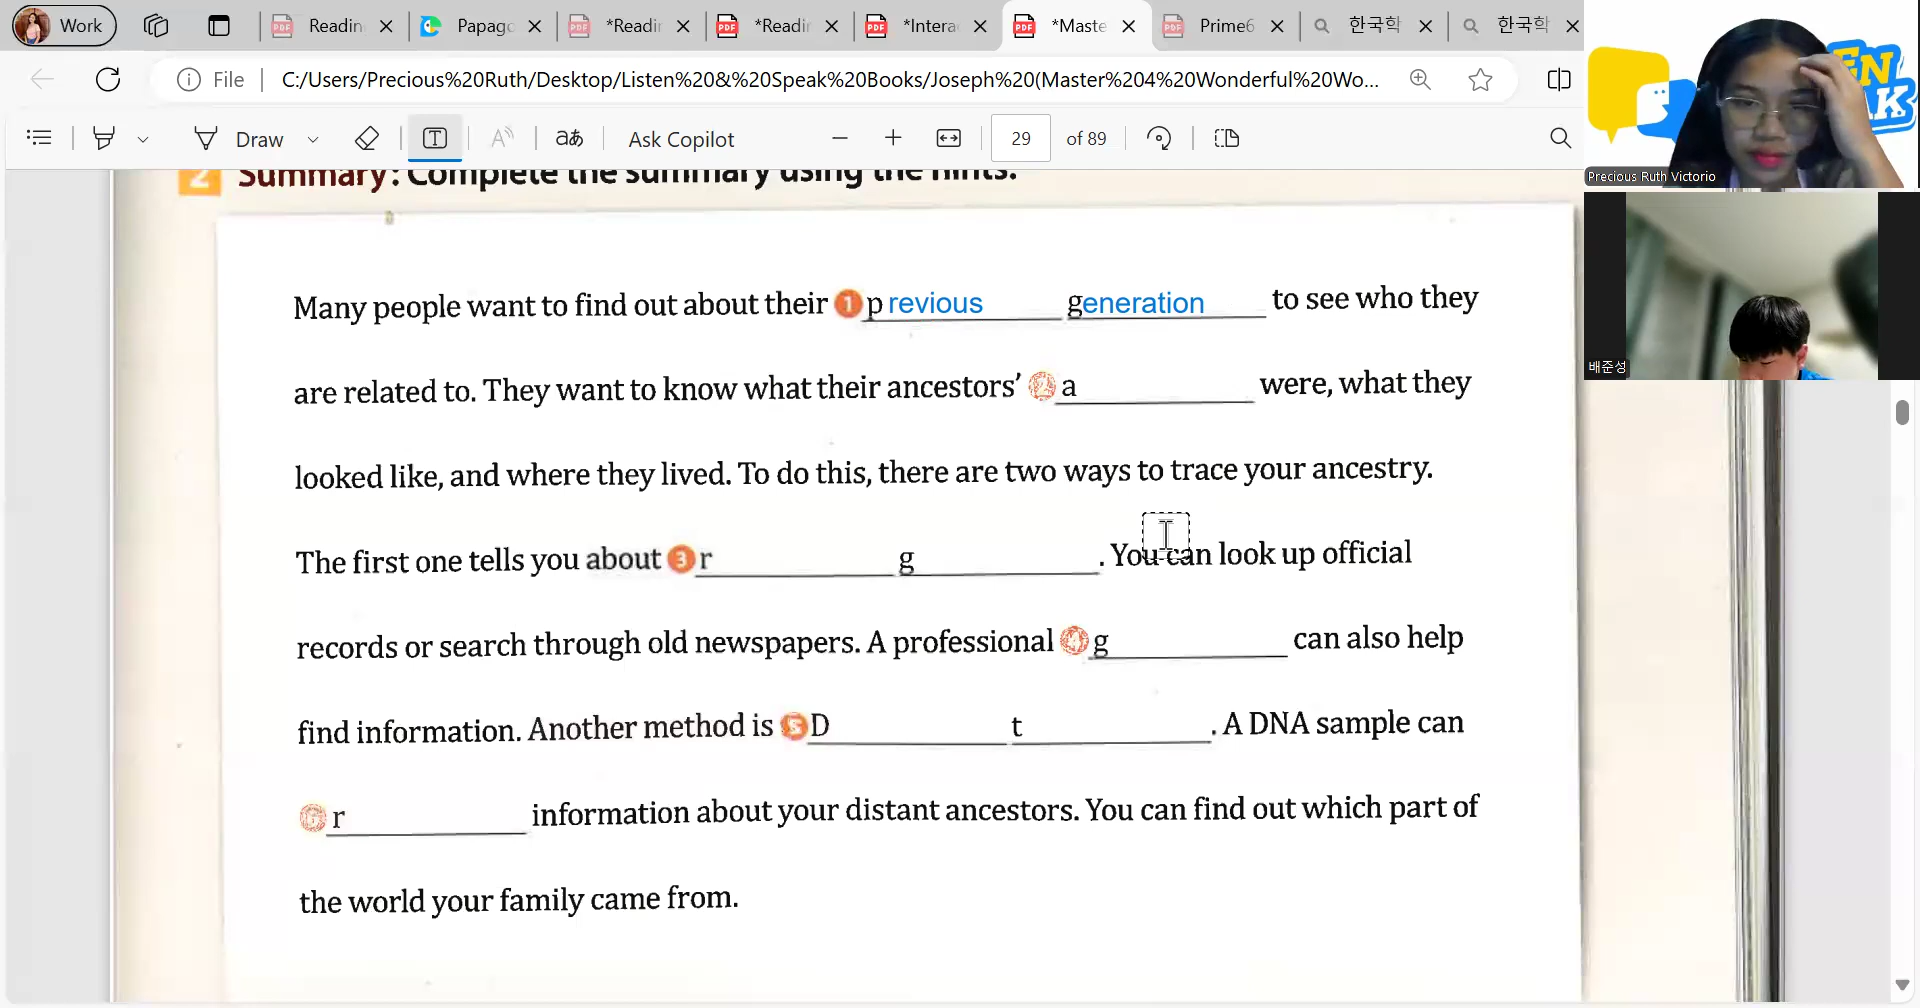 Work
Readin
Papago
*Readin
*Readin
*Intera
*Maste
Prime6
한국학
한국학
File
C:/Users/Precious%20Ruth/Desktop/Listen%20&%20Speak%20Books/Joseph%20(Master%204%20Wonderful%20Wo...
Draw
aあ
Ask Copilot
29 of 89
EN
Precious Ruth Victorio
배준성
2 Summary: Complete the summary using the hints.
Many people want to find out about their 1 previous generation to see who they
are related to. They want to know what their ancestors' 2 a were, what they
looked like, and where they lived. To do this, there are two ways to trace your ancestry.
The first one tells you about 3 r g . You can look up official
records or search through old newspapers. A professional 4 g can also help
find information. Another method is 5 D t . A DNA sample can
6 r information about your distant ancestors. You can find out which part of
the world your family came from.